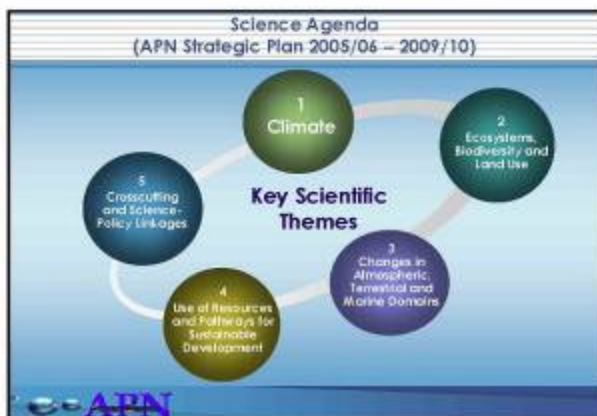 Science Agenda
(APN Strategic Plan 2005/06 – 2009/10)
1
Climate
2
Ecosystems,
Biodiversity and
Land Use
Key Scientific
Themes
3
Changes in
Atmospheric,
Terrestrial and
Marine Domains
4
Use of Resources
and Pathways for
Sustainable
Development
5
Crosscutting
and Science-
Policy Linkages
APN